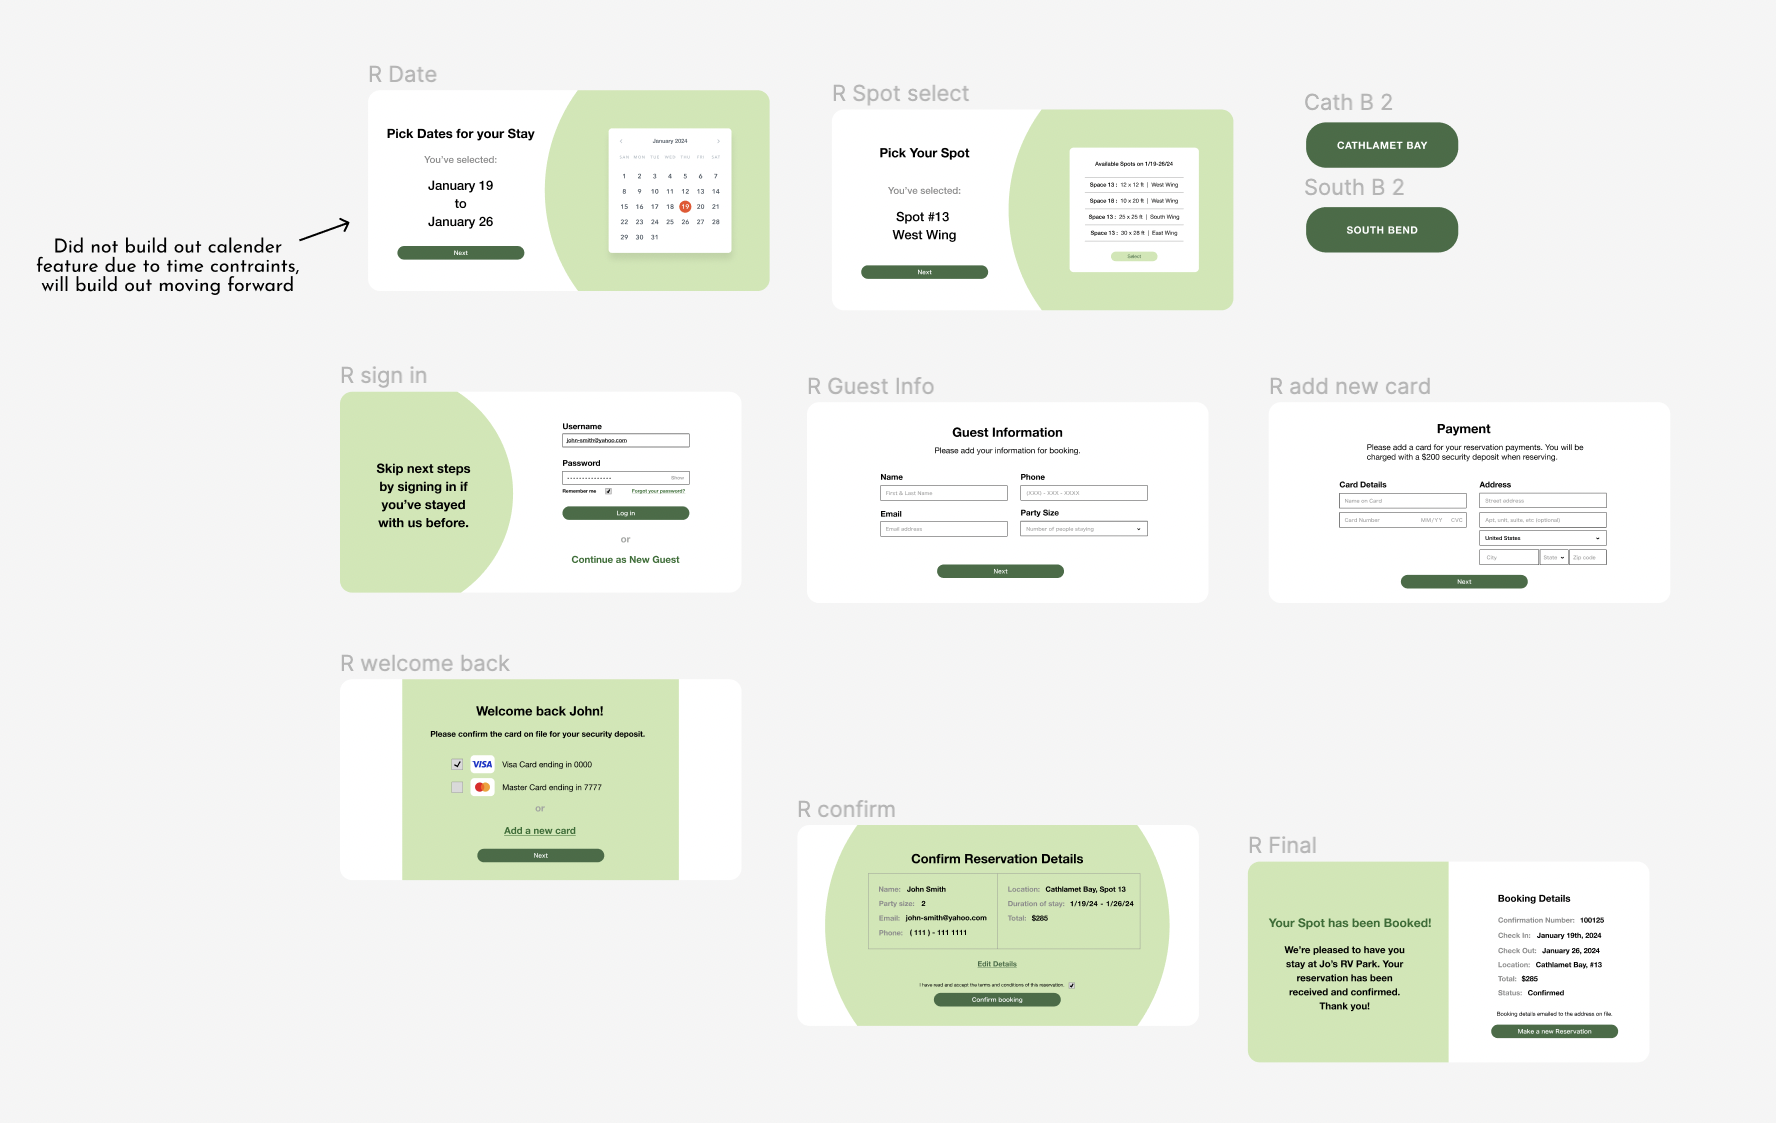 R Date
Pick Dates for your Stay
You've selected:
January 19
to
January 26
Next
January 2024
SAN MON TUE WED THU FRI SAT
1 2 3 4 5 6 7
8 9 10 11 12 13 14
15 16 17 18 19 20 21
22 23 24 25 26 27 28
29 30 31
Did not build out calender
feature due to time contraints,
will build out moving forward
R Spot select
Pick Your Spot
You've selected:
Spot #13
West Wing
Next
Available Spots on 1/19-26/24
Space 13 : 12 x 12 ft | West Wing
Space 18 : 10 x 20 ft | West Wing
Space 13 : 25 x 25 ft | South Wing
Space 13 : 30 x 28 ft | East Wing
Select
Cath B 2
CATHLAMET BAY
South B 2
SOUTH BEND
R sign in
Skip next steps
by signing in if
you've stayed
with us before.
Username
john-smith@yahoo.com
Password
Show
Remember me
Forgot your password?
Log in
or
Continue as New Guest
R Guest Info
Guest Information
Please add your information for booking.
Name
First & Last Name
Phone
(XXX) - XXX - XXXX
Email
Email address
Party Size
Number of people staying
Next
R add new card
Payment
Please add a card for your reservation payments. You will be
charged with a $200 security deposit when reserving.
Card Details
Name on Card
Card Number MM/YY CVC
Address
Street address
Apt, unit, suite, etc (optional)
United States
City State Zip code
Next
R welcome back
Welcome back John!
Please confirm the card on file for your security deposit.
VISA Visa Card ending in 0000
Master Card ending in 7777
or
Add a new card
Next
R confirm
Confirm Reservation Details
Name: John Smith
Party size: 2
Email: john-smith@yahoo.com
Phone: ( 111 ) - 111 1111
Location: Cathlamet Bay, Spot 13
Duration of stay: 1/19/24 - 1/26/24
Total: $285
Edit Details
I have read and accept the terms and conditions of this reservation.
Confirm booking
R Final
Your Spot has been Booked!
We're pleased to have you
stay at Jo's RV Park. Your
reservation has been
received and confirmed.
Thank you!
Booking Details
Confirmation Number: 100125
Check In: January 19th, 2024
Check Out: January 26, 2024
Location: Cathlamet Bay, #13
Total: $285
Status: Confirmed
Booking details emailed to the address on file.
Make a new Reservation